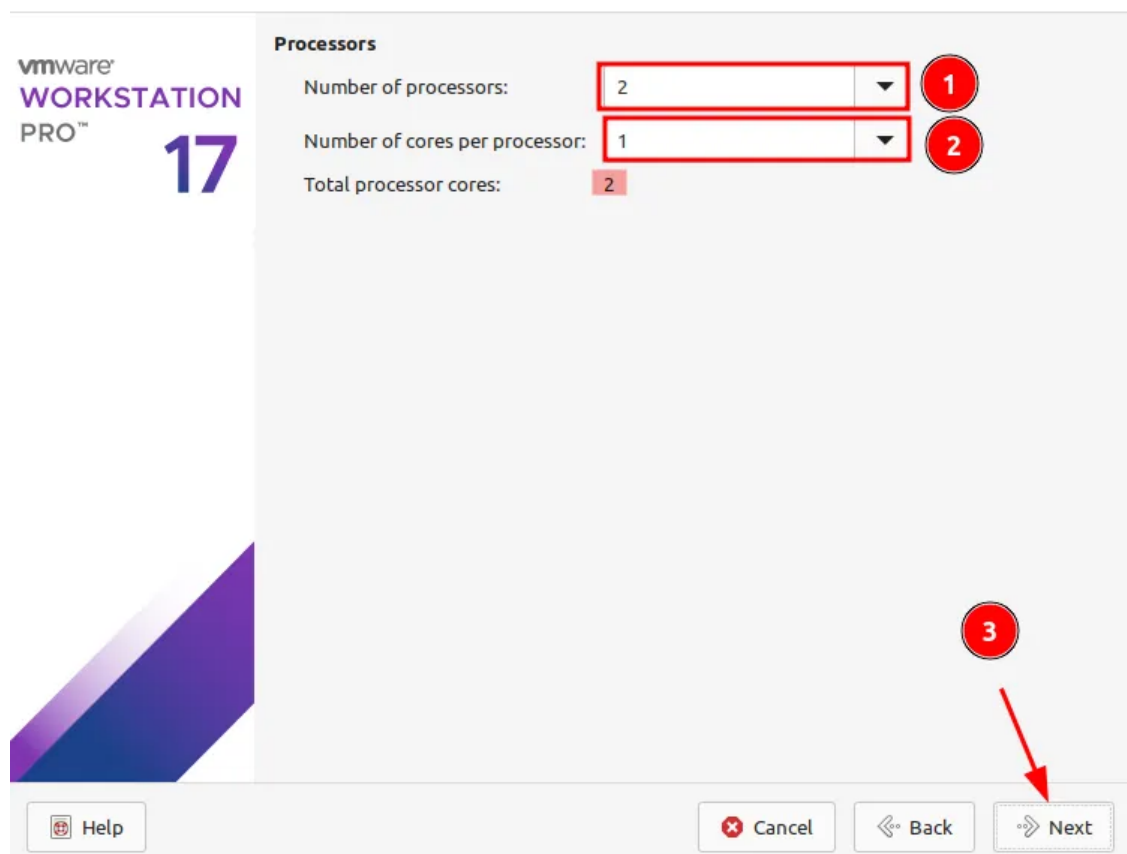 vmware®
WORKSTATION
PRO™
17
Processors
Number of processors: 2 1
Number of cores per processor: 1 2
Total processor cores: 2
3
Help Cancel Back Next